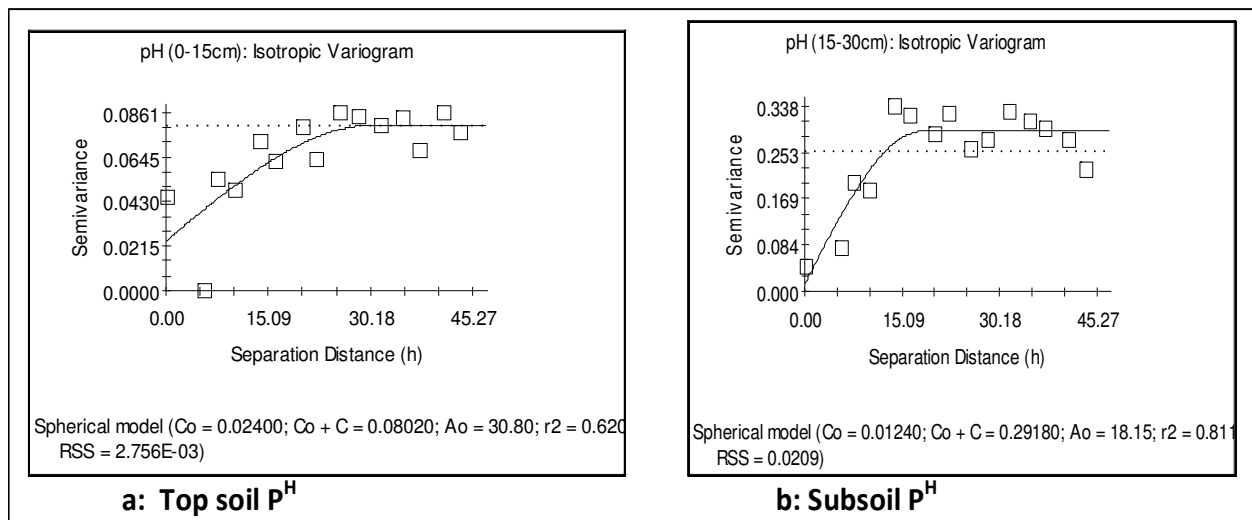 pH (0-15cm): Isotropic Variogram
0.0861
0.0645
0.0430
0.0215
0.0000
Semivariance
0.00 15.09 30.18 45.27
Separation Distance (h)
Spherical model (Co = 0.02400; Co + C = 0.08020; Ao = 30.80; r2 = 0.620
RSS = 2.756E-03)
a: Top soil P^H
pH (15-30cm): Isotropic Variogram
0.338
0.253
0.169
0.084
0.000
Semivariance
0.00 15.09 30.18 45.27
Separation Distance (h)
Spherical model (Co = 0.01240; Co + C = 0.29180; Ao = 18.15; r2 = 0.811
RSS = 0.0209)
b: Subsoil P^H